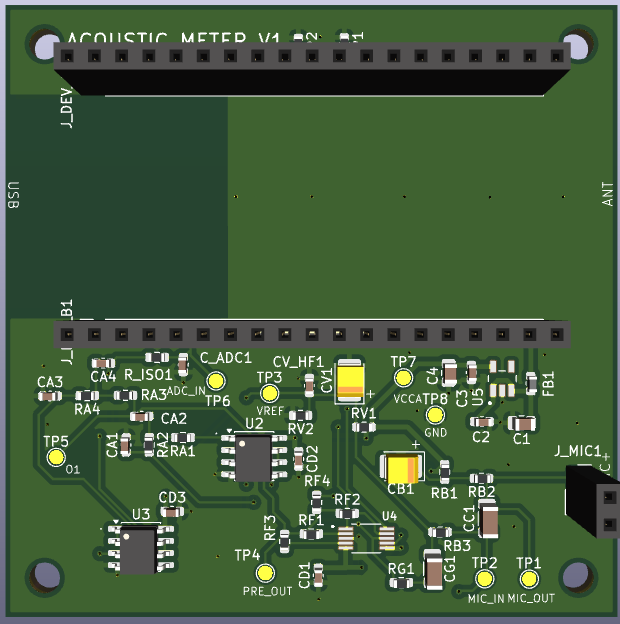 ACOUSTIC METER V1
J_DEV
USB
ANT
CA4
R_ISO1
C_ADC1
ADC_IN
TP6
CV_HF1
TP3
VREF
CV1
+
TP7
VCCA
C4
C3
U5
FB1
CA3
RA4
RA3
CA2
U2
RV2
RV1
TP8
GND
C2
C1
TP5
O1
CA1
RA2
RA1
CD2
+
CB1
RB1
RB2
J_MIC1
C+
U3
CD3
RF4
RF2
U4
RF3
RF1
RB3
CC1
TP4
PRE_OUT
CD1
RG1
CG1
TP2
MIC_IN
TP1
MIC_OUT